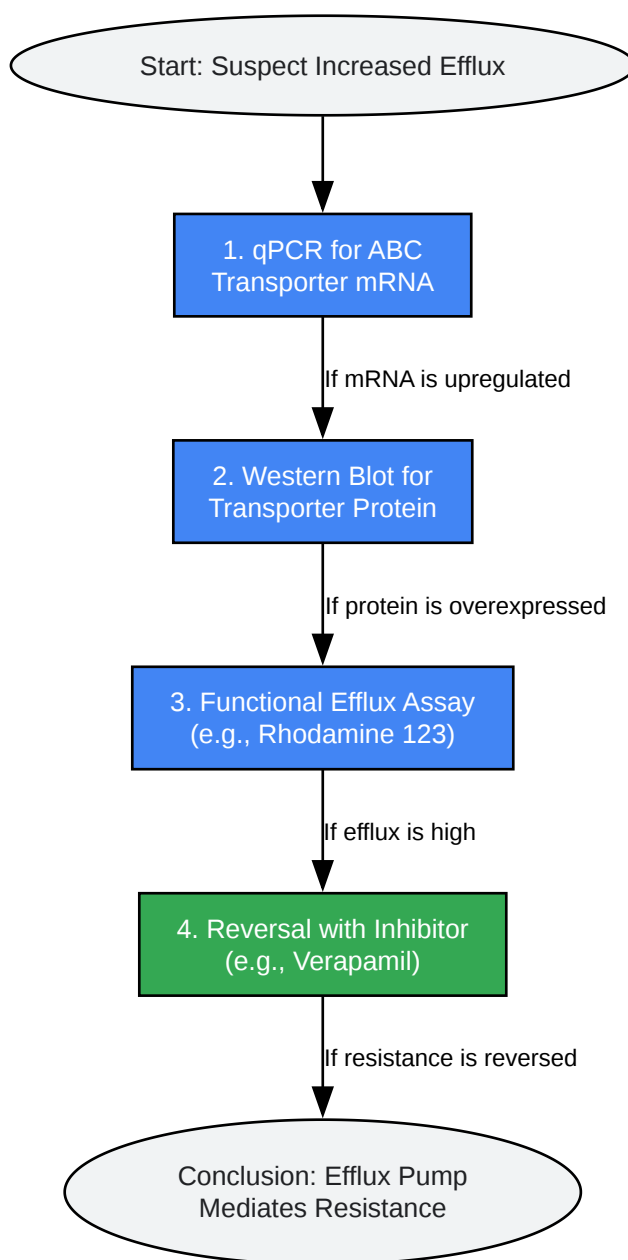 Start: Suspect Increased Efflux
1. qPCR for ABC
Transporter mRNA
If mRNA is upregulated
2. Western Blot for
Transporter Protein
If protein is overexpressed
3. Functional Efflux Assay
(e.g., Rhodamine 123)
If efflux is high
4. Reversal with Inhibitor
(e.g., Verapamil)
If resistance is reversed
Conclusion: Efflux Pump
Mediates Resistance